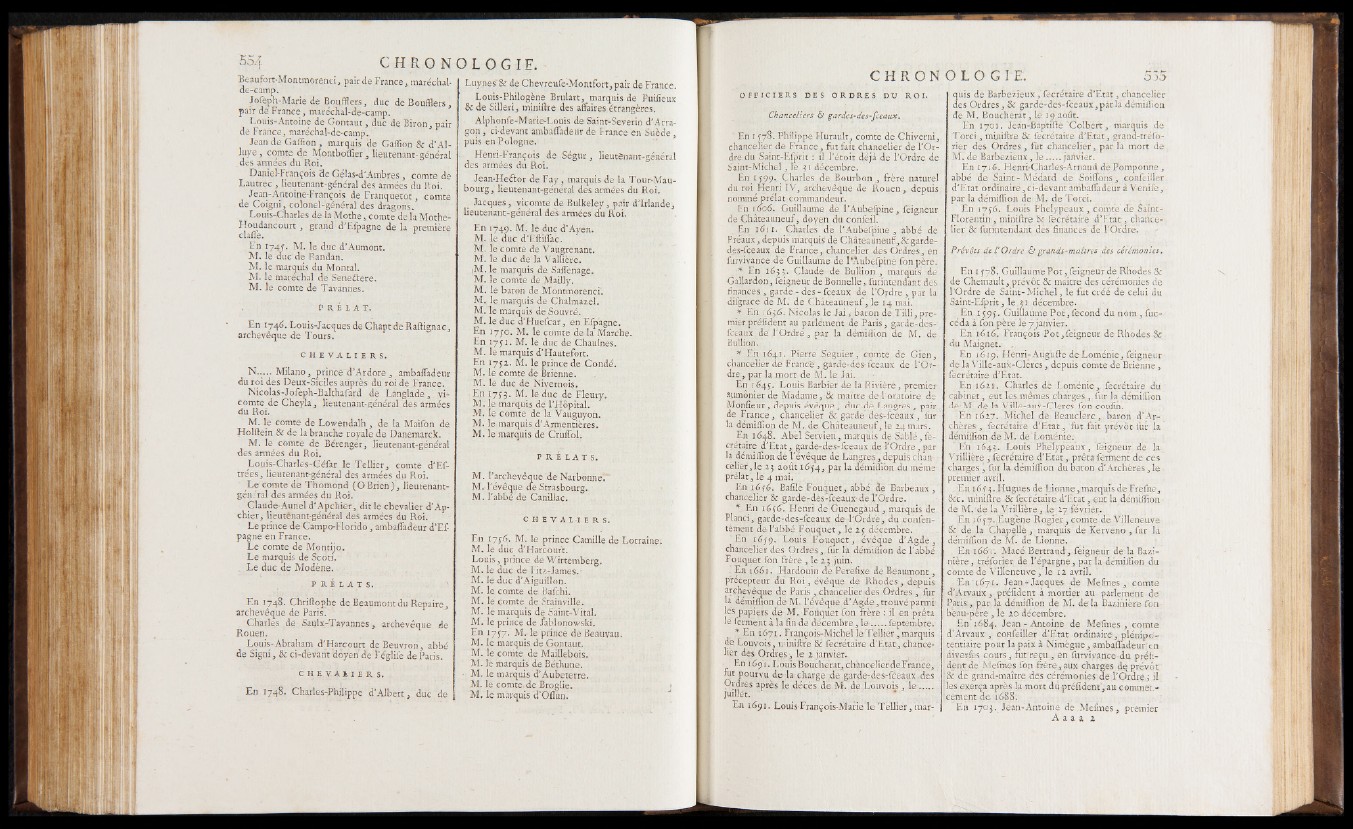 554
CHRONOLOGIE.
Beaufort-Montmorenci, pair de France, maréchal-
de-camp.
Joseph-Marie de Boufflers, duc de Boufflers,
pair de France, maréchal-de-camp.
Louis-Antoine de Gontaut, duc de Biron, pair
de France, maréchal-de-camp.
Jean de Gassion, marquis de Gassion & d'Al-
luye, comte de Montboissier, lieutenant-général
des armées du Roi.
Daniel-François de Gélas-d'Ambres, comte de
Lautrec, lieutenant-général des armées du Roi.
Jean-Antoine-François de Franquetot, comte
de Coigni, colonel-général des dragons.
Louis-Charles de la Mothe, comte de la Mothe-
Houdancourt, grand d'Espagne de la première
classe.
En 1745. M. le duc d'Aumont.
M. le duc de Randan.
M. le marquis du Montal.
M. le maréchal de Senectere.
M. le comte de Tavannes.
PRÉLAT.
En 1746. Louis-Jacques de Chapt de Rastignac,
archevêque de Tours.
CHEVALIERS.
N..... Milano, prince d'Ardore, ambassadeur
du roi des Deux-Siciles auprès du roi de France.
Nicolas-Joseph-Balthasard de Langlade, vi-
comte de Cheyla, lieutenant-général des armées
du Roi.
M. le comte de Lowendalh, de la Maison de
Holstein & de la branche royale de Danemarck.
M. le comte de Bérenger, lieutenant-général
des armées du Roi.
Louis-Charles-César le Tellier, comte d'Es-
trées, lieutenant-général des armées du Roi.
Le comte de Thomond (O Brien), lieutenant-
général des armées du Roi.
Claude-Annet d'Apchier, dit le chevalier d'Ap-
chier, lieutenant-général des armées du Roi.
Le prince de Campo-Florido, ambassadeur d'Es-
pagne en France.
Le comte de Montijo.
Le marquis de Scoti.
Le duc de Modène.
PRÉLATS.
En 1748. Christophe de Beaumont du Repaire,
archevêque de Paris.
Charles de Saulx-Tavannes, archevêque de
Rouen.
Louis-Abraham d'Harcourt de Beuvron, abbé
de Signi, & ci-devant doyen de l'église de Paris.
CHEVALIERS.
En 1748. Charles-Philippe d'Albert, duc de
Luynes & de Chevreuse-Montfort, pair de France.
Louis-Philogène Brulart, marquis de Puisieux
& de Silleri, ministre des affaires étrangères.
Alphonse-Marie-Louis de Saint-Severin d'Arra-
gon, ci-devant ambassadeur de France en Suède,
puis en Pologne.
Henri-François de Ségur, lieutenant-général
des armées du Roi.
Jean-Hector de Fay, marquis de la Tour-Mau-
bourg, lieutenant-général des armées du Roi.
Jacques, vicomte de Bulkeley, pair d'Irlande,
lieutenant-général des armées du Roi.
En 1749. M. le duc d'Ayen.
M. le duc d'Estissac.
M. le comte de Vaugrenant.
M. le duc de la Vallière.
M. le marquis de Sassenage.
M. le comte de Mailly.
M. le baron de Montmorenci.
M. le marquis de Chalmazel.
M. le marquis de Souvré.
M. le duc d'Huescar, en Espagne.
En 1750. M. le comte de la Marche.
En 1751. M. le duc de Chaulnes.
M. le marquis d'Hautefort.
En 1752. M. le prince de Condé.
M. le comte de Brienne.
M. le duc de Nivernois.
En 1753. M. le duc de Fleury.
M. le marquis de l'Hôpital.
M. le comte de la Vauguyon.
M. le marquis d'Armentières.
M. le marquis de Crussol.
PRÉLATS.
M. l'archevêque de Narbonne.
M. l'évêque de Strasbourg.
M. l'abbé de Canillac.
CHEVALIERS.
En 1756. M. le prince Camille de Lorraine.
M. le duc d'Harcourt.
Louis, prince de Wirtemberg.
M. le duc de Fitz-James.
M. le duc d'Aiguillon.
M. le comte de Baschi.
M. le comte de Stainville.
M. le marquis de Saint-Vital.
M. le prince de Jablonowski.
En 1757. M. le prince de Beauvau.
M. le marquis de Gontaut.
M. le comte de Maillebois.
M. le marquis de Béthune.
M. le marquis d'Aubeterre.
M. le comte de Broglie.
M. le marquis d'Ossun.
CHRONOLOGIE.
555
OFFICIERS DES ORDRES DU ROI.
Chanceliers & gardes-des-sceaux.
En 1578. Philippe Hurault, comte de Chiverni,
chancelier de France, fut fait chancelier de l'Or-
dre du Saint-Esprit : il l'étoit déjà de l'Ordre de
Saint-Michel, le 31 décembre.
En 1599. Charles de Bourbon, frère naturel
du roi Henri IV, archevêque de Rouen, depuis
nommé prélat commandeur.
En 1606. Guillaume de l'Aubespine, seigneur
de Châteauneuf, doyen du conseil.
En 1611. Charles de l'Aubespine, abbé de
Préaux, depuis marquis de Châteauneuf, & garde-
des-sceaux de France, chancelier des Ordres, en
survivance de Guillaume de l'Aubespine son père.
* En 1633. Claude de Bullion, marquis de
Gallardon, seigneur de Bonnelle, surintendant des
finances, garde-des-sceaux de l'Ordre, par la
disgrace de M. de Châteauneuf, le 14 mai.
* En 1636. Nicolas le Jai, baron de Tilli, pre-
mier président au parlement de Paris, garde-des-
sceaux de l'Ordre, par la démission de M. de
Bullion.
* En 1641. Pierre Seguier, comte de Gien,
chancelier de France, garde-des-sceaux de l'Or-
dre, par la mort de M. le Jai.
En 1645. Louis Barbier de la Rivière, premier
aumônier de Madame, & maître de l'oratoire de
Monsieur, depuis évêque, duc de Langres, pair
de France, chancelier & garde des-sceaux, sur
la démission de M. de Châteauneuf, le 24 mars.
En 1648. Abel Servien, marquis de Sablé, se-
crétaire d'Etat, garde-des-sceaux de l'Ordre, par
la démission de l'évêque de Langres, depuis chan-
celier, le 23 août 1654, par la démission du même
prélat, le 4 mai.
En 1656. Basile Fouquet, abbé de Barbeaux,
chancelier & garde-des-sceaux de l'Ordre.
* En 1656. Henri de Guenegaud, marquis de
Planci, garde-des-sceaux de l'Ordre, du consen-
tement de l'abbé Fouquet, le 25 décembre.
En 1659. Louis Fouquet, évêque d'Agde,
chancelier des Ordres, sur la démission de l'abbé
Fouquet son frère, le 23 juin.
En 1661. Hardouin de Perefixe de Beaumont,
précepteur du Roi, évêque de Rhodes, depuis
archevêque de Paris, chancelier des Ordres, sur
la démission de M. l'évêque d'Agde, trouvé parmi
les papiers de M. Fouquet son frère : il en prêta
le serment à la fin de décembre, le..... septembre.
* En 1671. François-Michel le Tellier, marquis
de Louvois, ministre & secrétaire d'Etat, chance-
lier des Ordres, le 2 janvier.
En 1691. Louis Boucherat, chancelier de France,
fut pourvu de la charge de garde-des-sceaux des
Ordres après le décès de M. de Louvois, le.....
juillet.
En 1691. Louis François-Marie le Tellier, mar-
quis de Barbezieux, secrétaire d'Etat, chancelier
des Ordres, & garde-des-sceaux, par la démission
de M. Boucherat, le 19 août.
En 1701. Jean-Baptiste Colbert, marquis de
Torci, ministre & secrétaire d'Etat, grand-tréso-
rier des Ordres, fut chancelier, par la mort de
M. de Barbezieux, le..... janvier.
En 1716. Henri-Charles-Arnaud de Pomponne,
abbé de Saint-Médard de Soissons, conseiller
d'Etat ordinaire, ci-devant ambassadeur à Venise,
par la démission de M. de Torci.
En 1756. Louis Phelypeaux, comte de Saint-
Florentin, ministre & secrétaire d'Etat, chance-
lier & surintendant des finances de l'Ordre.
Prévôts de l'Ordre & grands-maîtres des cérémonies.
En 1578. Guillaume Pot, seigneur de Rhodes &
de Chemault, prévôt & maître des cérémonies de
l'Ordre de Saint-Michel, le fut créé de celui du
Saint-Esprit, le 31 décembre.
En 1595. Guillaume Pot, second du nom, suc-
céda à son père le 7 janvier.
En 1616. François Pot, seigneur de Rhodes &
du Maignet.
En 1619. Henri-Auguste de Loménie, seigneur
de la Ville-aux-Clercs, depuis comte de Brienne,
secrétaire d'Etat.
En 1621. Charles de Loménie, secrétaire du
cabinet, eut les mêmes charges, sur la démission
de M. de la Ville-aux-Clercs son cousin.
En 1627. Michel de Beauclerc, baron d'Ar-
chères, secrétaire d'Etat, fut fait prévôt sur la
démission de M. de Loménie.
En 1643. Louis Phelypeaux, seigneur de la
Vrillière, secrétaire d'Etat, prêta serment de ces
charges, sur la démission du baron d'Archères, le
premier avril.
En 1653. Hugues de Lionne, marquis de Fresne,
&c. ministre & secrétaire d'Etat, eut la démission
de M. de la Vrillière, le 27 février.
En 1657. Eugène Rogier, comte de Villeneuve
& de la Chapelle, marquis de Kerveno, sur la
démission de M. de Lionne.
En 1661. Macé Bertrand, seigneur de la Bazi-
nière, trésorier de l'épargne, par la démission du
comte de Villeneuve, le 12 avril.
En 1671. Jean-Jacques de Mesmes, comte
d'Arvaux, président à mortier au parlement de
Paris, par la démission de M. de la Bazinière son
beau-père, le 20 décembre.
En 1684. Jean-Antoine de Mesmes, comte
d'Arvaux, conseiller d'Etat ordinaire, plénipo-
tentiaire pour la paix à Nimègue, ambassadeur en
diverses cours, fut reçu, en survivance du prési-
dent de Mesmes son frère, aux charges de prévôt
& de grand-maître des cérémonies de l'Ordre ; il
les exerça après la mort du président, au commen-
cement de 1688.
En 1703. Jean-Antoine de Mesmes, premier
Aaaa 2